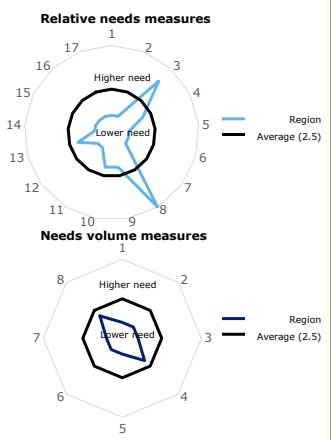 Relative needs measures
1
17
2
16
3
Higher need
15
4
14
Lower need
5
Region
Average (2.5)
13
6
12
7
11
8
10
9
Needs volume measures
1
8
2
Higher need
7
Lower need
3
Region
Average (2.5)
6
4
5